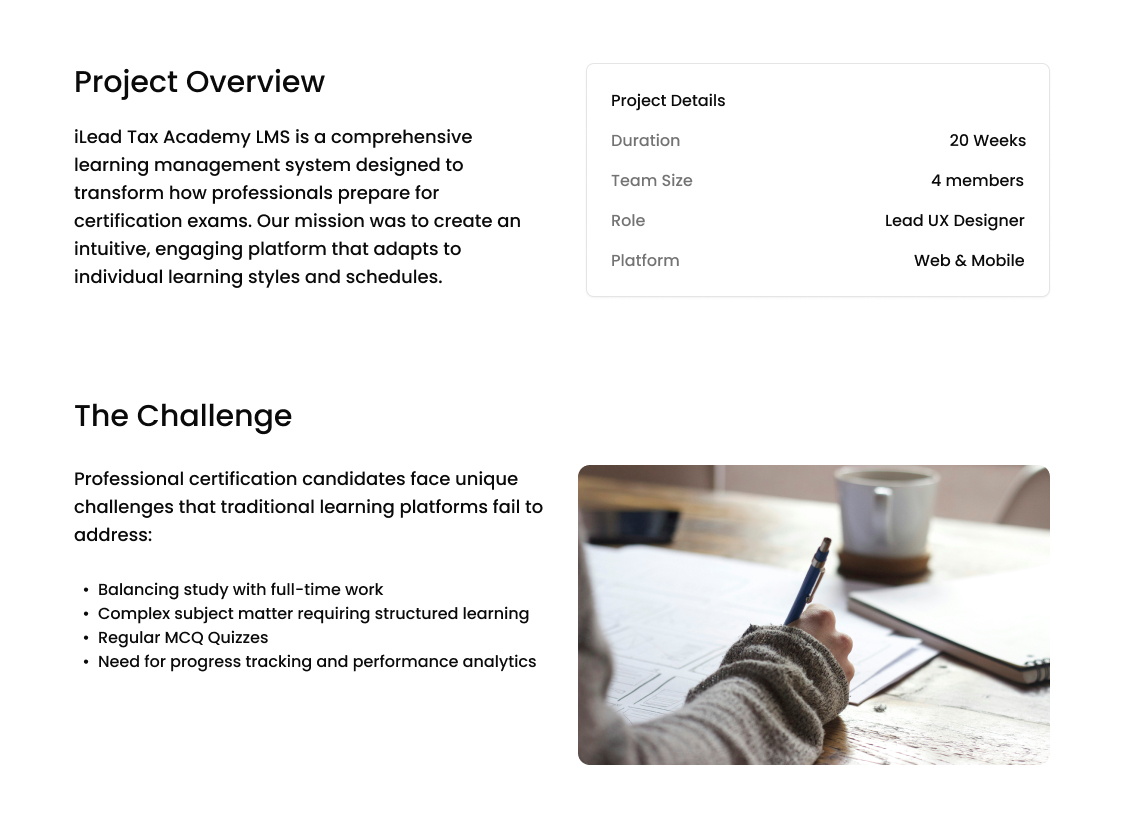 Project Overview
iLead Tax Academy LMS is a comprehensive
learning management system designed to
transform how professionals prepare for
certification exams. Our mission was to create an
intuitive, engaging platform that adapts to
individual learning styles and schedules.
Project Details
Duration 20 Weeks
Team Size 4 members
Role Lead UX Designer
Platform Web & Mobile
The Challenge
Professional certification candidates face unique
challenges that traditional learning platforms fail to
address:
• Balancing study with full-time work
• Complex subject matter requiring structured learning
• Regular MCQ Quizzes
• Need for progress tracking and performance analytics